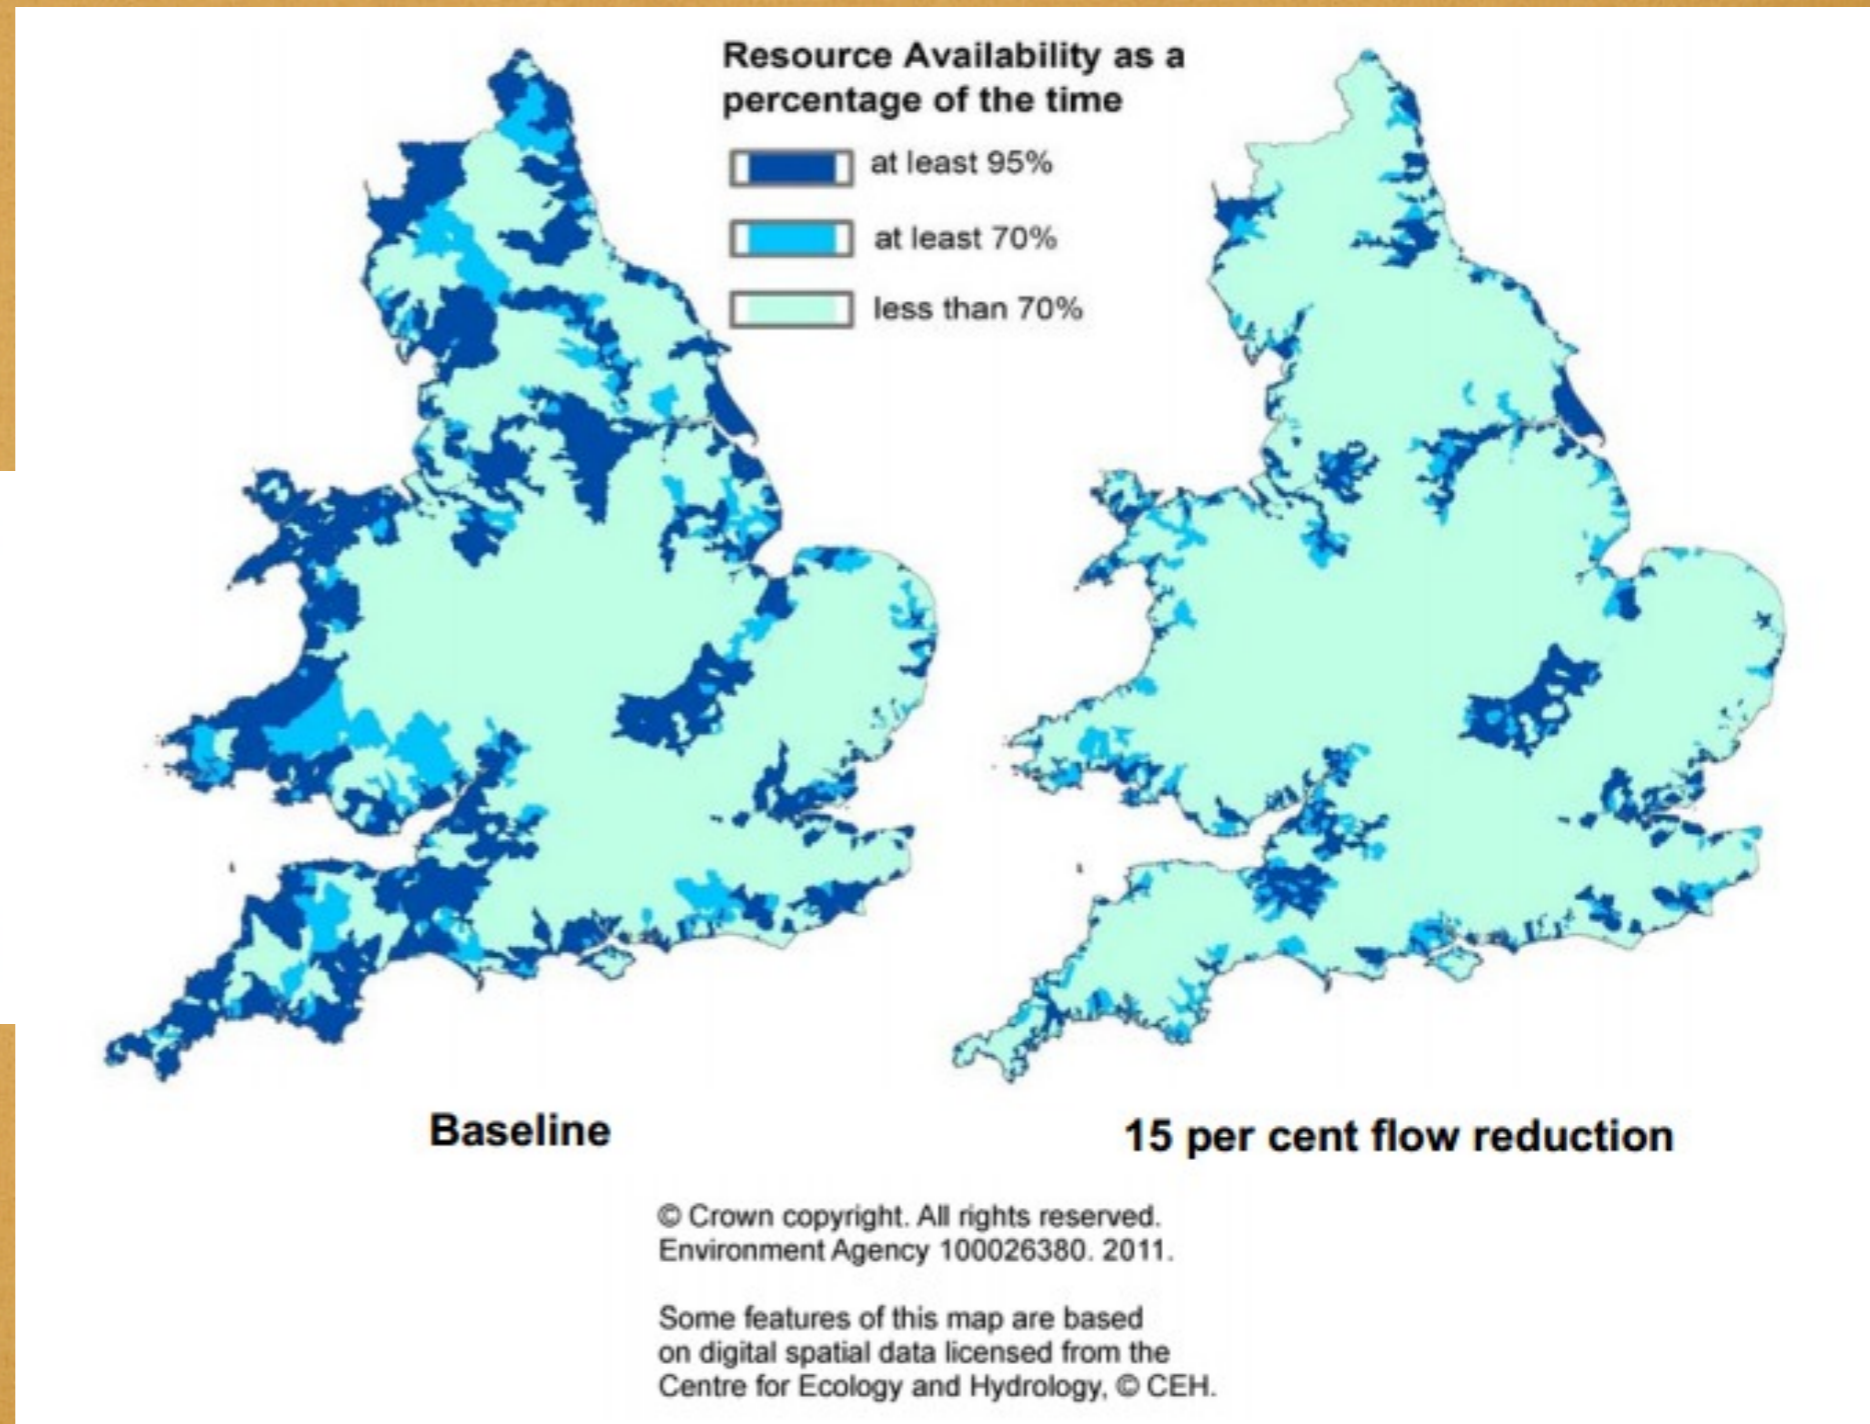 Resource Availability as a
percentage of the time
at least 95%
at least 70%
less than 70%
Baseline
15 per cent flow reduction
© Crown copyright. All rights reserved.
Environment Agency 100026380. 2011.
Some features of this map are based
on digital spatial data licensed from the
Centre for Ecology and Hydrology, © CEH.